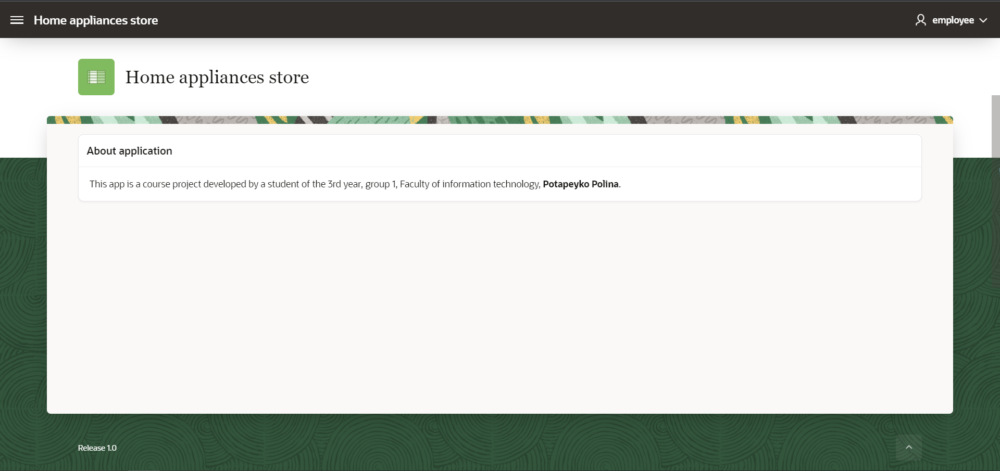 Home appliances store
employee
Home appliances store
About application
This app is a course project developed by a student of the 3rd year, group 1, Faculty of information technology, Potapeyko Polina.
Release 1.0